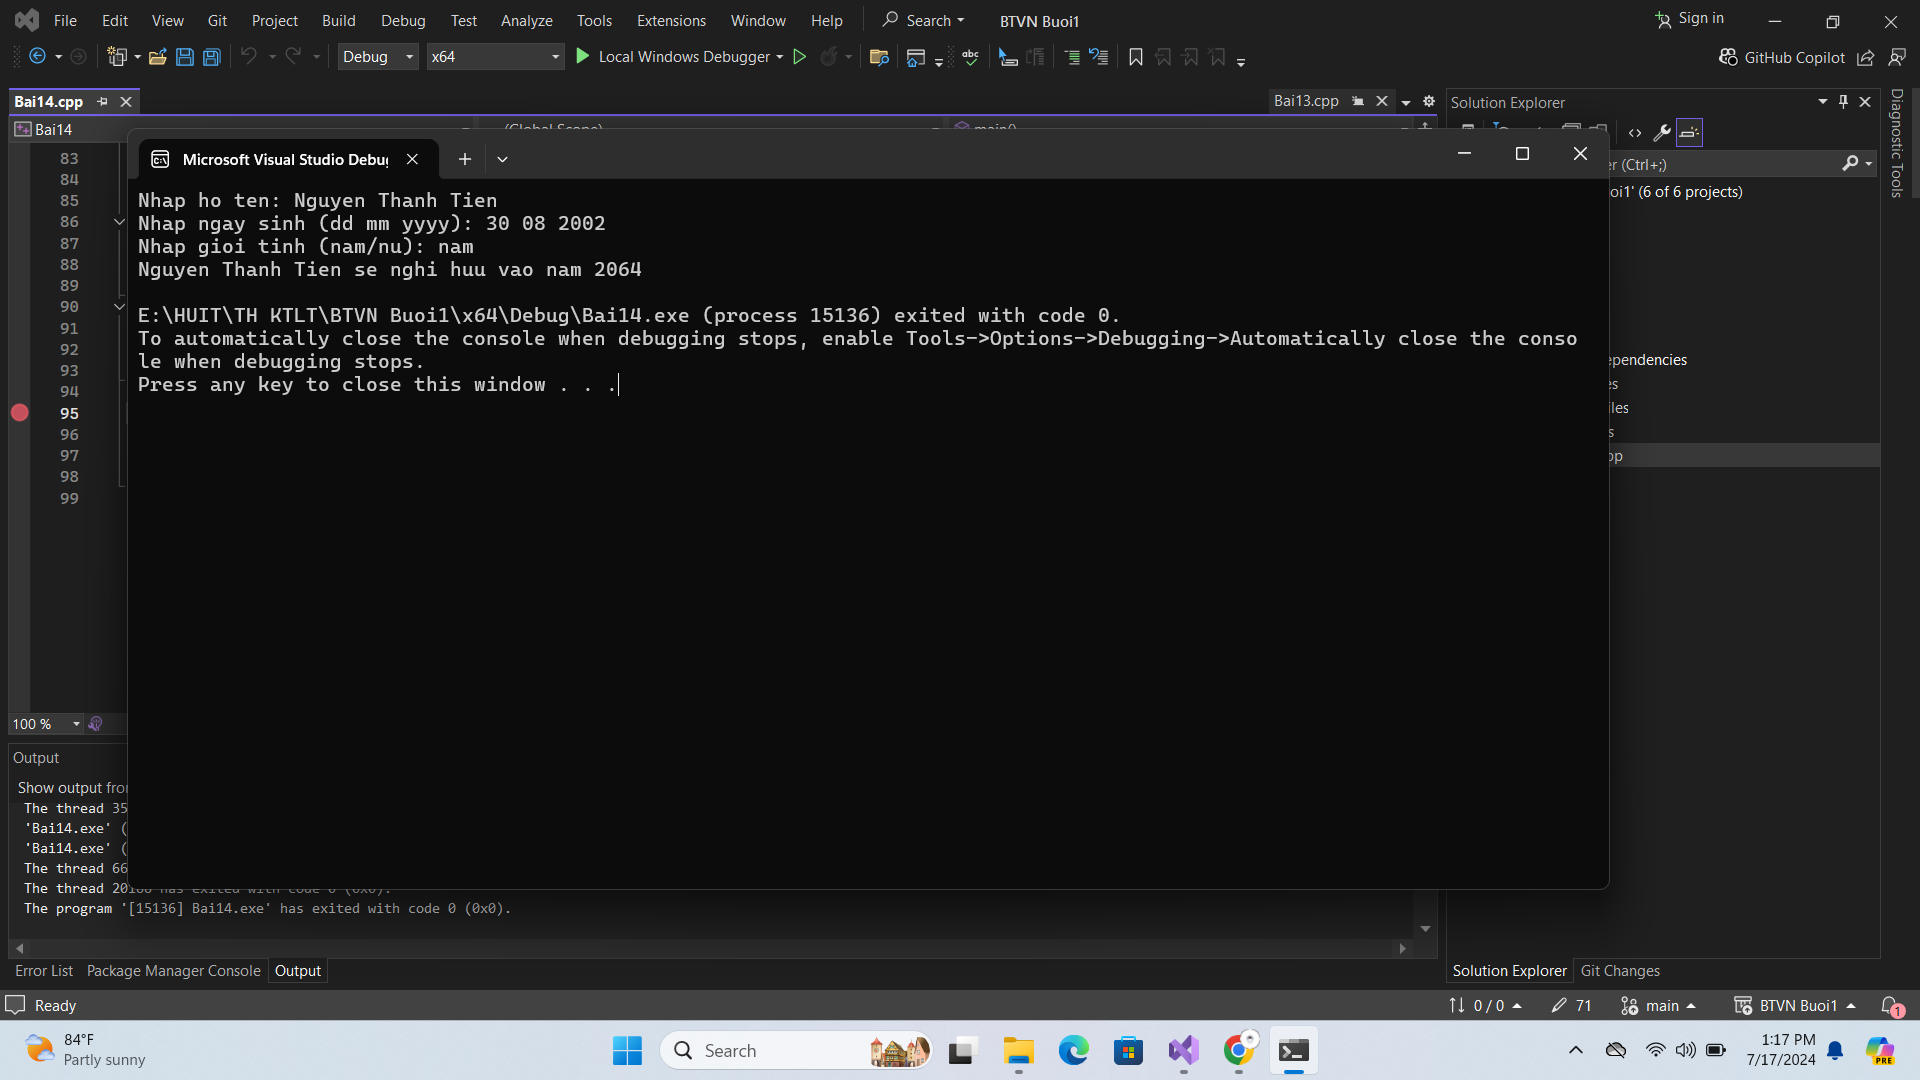 File Edit View Git Project Build Debug Test Analyze Tools Extensions Window Help Search BTVN Buoi1 Sign in
Debug x64 Local Windows Debugger GitHub Copilot
Bai14.cpp Bai13.cpp Solution Explorer
Bai14 (Global Scope) main()
Microsoft Visual Studio Debug
Diagnostic Tools
r (Ctrl+;)
oi1' (6 of 6 projects)
83
84
85
86
87
88
89
90
91
92
93
94
95
96
97
98
99
Nhap ho ten: Nguyen Thanh Tien
Nhap ngay sinh (dd mm yyyy): 30 08 2002
Nhap gioi tinh (nam/nu): nam
Nguyen Thanh Tien se nghi huu vao nam 2064
E:\HUIT\TH KTLT\BTVN Buoi1\x64\Debug\Bai14.exe (process 15136) exited with code 0.
To automatically close the console when debugging stops, enable Tools->Options->Debugging->Automatically close the conso
le when debugging stops.
Press any key to close this window . . .
ependencies
es
iles
s
pp
100 %
Output
Show output fro
The thread 35
'Bai14.exe' (
'Bai14.exe' (
The thread 66
The thread 20188 has exited with code 0 (0x0).
The program '[15136] Bai14.exe' has exited with code 0 (0x0).
Error List Package Manager Console Output
Solution Explorer Git Changes
Ready 0 / 0 71 main BTVN Buoi1 1
84°F
Partly sunny
Search
1:17 PM
7/17/2024
PRE